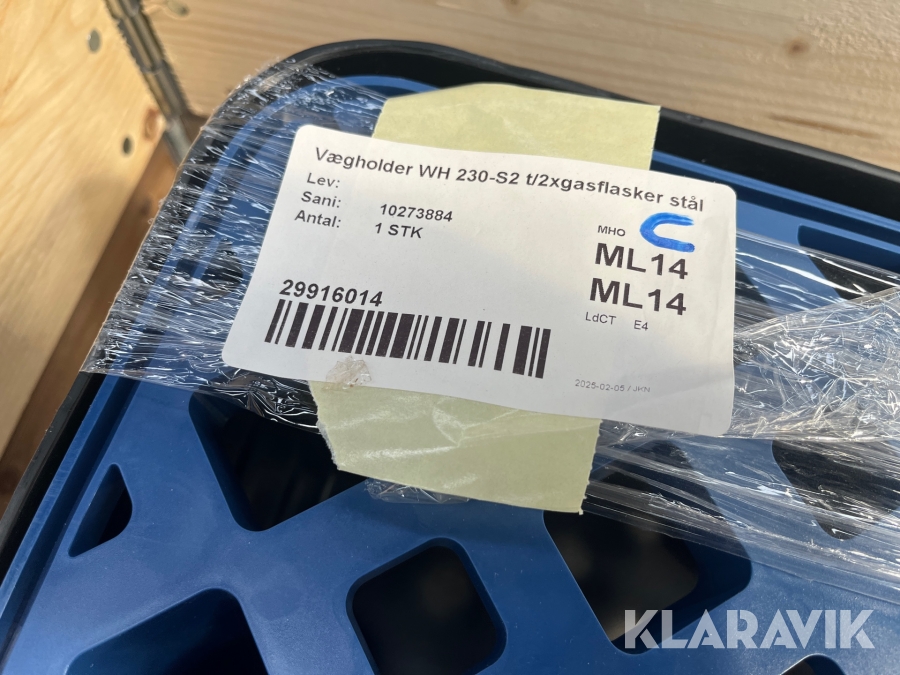 Vægholder WH 230-S2 t/2xgasflasker stål
Lev:
Sani: 10273884
Antal: 1 STK
MHO C
ML14
ML14
LdCT E4
29916014
2025-02-05 / JKN
KLARAVIK